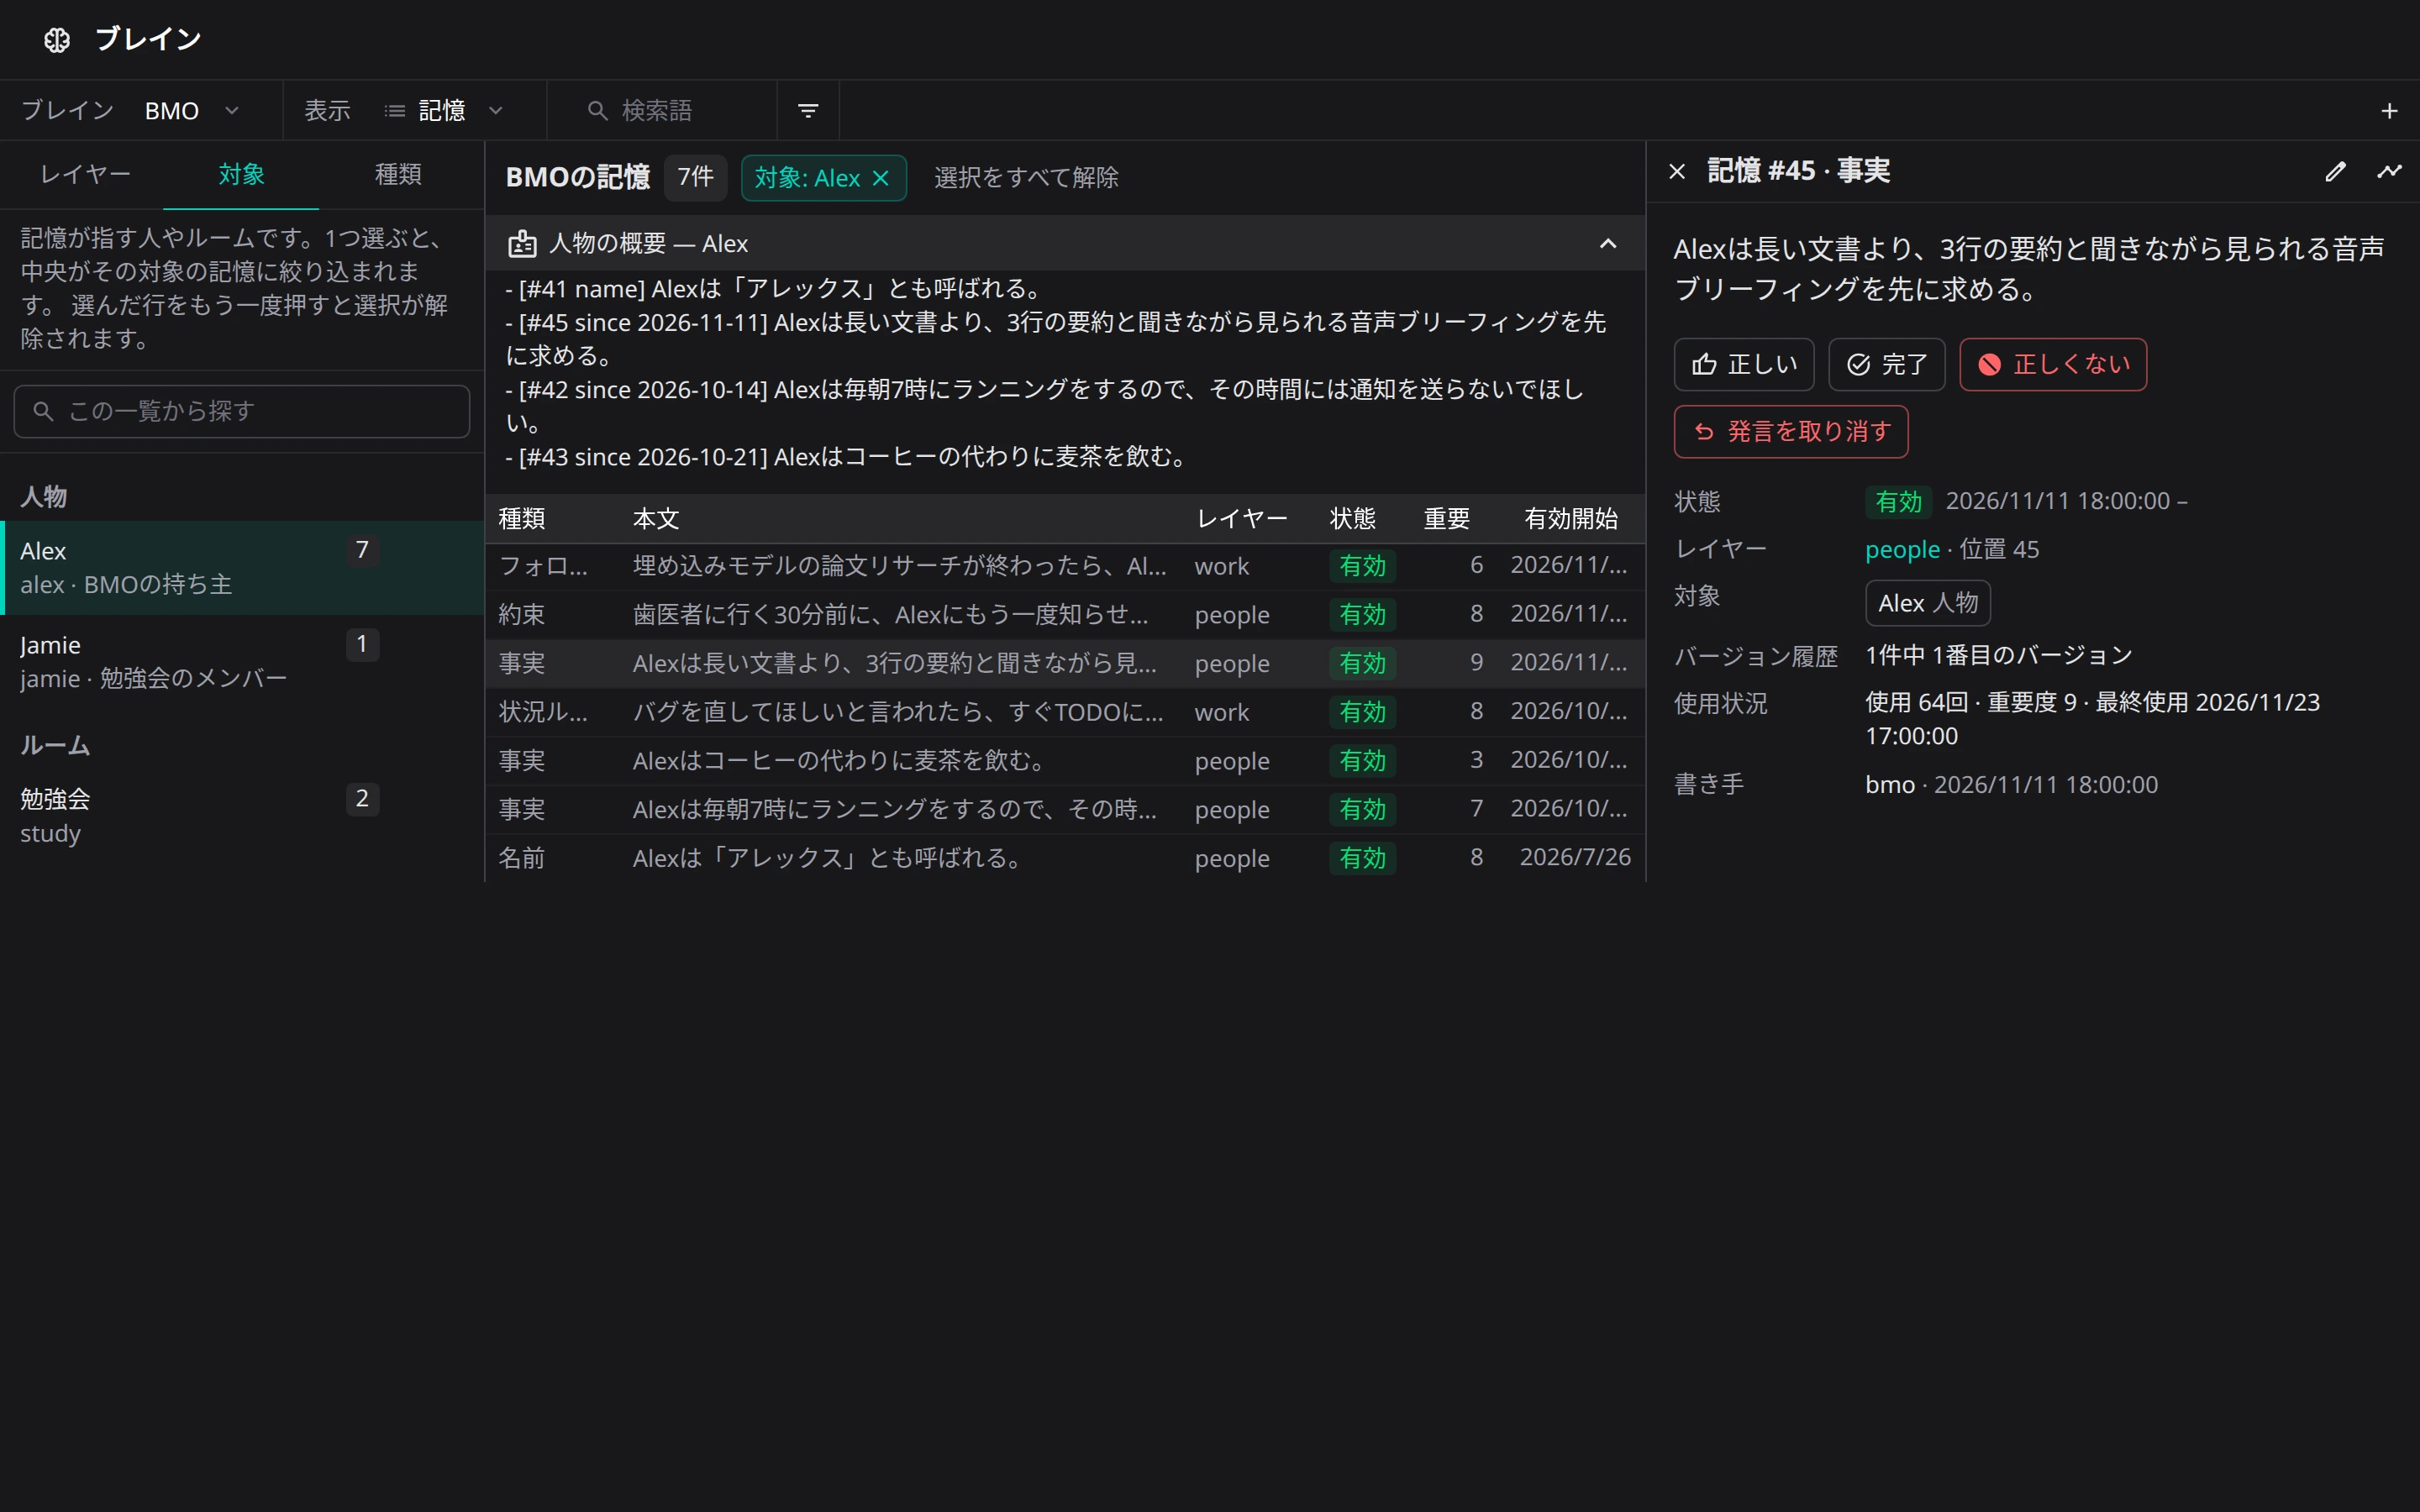 ブレイン
ブレイン BMO 表示 記憶 検索語
レイヤー 対象 種類
記憶が指す人やルームです。1つ選ぶと、
中央がその対象の記憶に絞り込まれま
す。 選んだ行をもう一度押すと選択が解
除されます。
この一覧から探す
人物
Alex 7
alex · BMOの持ち主
Jamie 1
jamie · 勉強会のメンバー
ルーム
勉強会 2
study
BMOの記憶 7件 対象: Alex 選択をすべて解除
人物の概要 — Alex
- [#41 name] Alexは「アレックス」とも呼ばれる。
- [#45 since 2026-11-11] Alexは長い文書より、3行の要約と聞きながら見られる音声ブリーフィングを先
に求める。
- [#42 since 2026-10-14] Alexは毎朝7時にランニングをするので、その時間には通知を送らないでほし
い。
- [#43 since 2026-10-21] Alexはコーヒーの代わりに麦茶を飲む。
種類 本文 レイヤー 状態 重要 有効開始
フォロ... 埋め込みモデルの論文リサーチが終わったら、Al... work 有効 6 2026/11/...
約束 歯医者に行く30分前に、Alexにもう一度知らせ... people 有効 8 2026/11/...
事実 Alexは長い文書より、3行の要約と聞きながら見... people 有効 9 2026/11/...
状況ル... バグを直してほしいと言われたら、すぐTODOに... work 有効 8 2026/10/...
事実 Alexはコーヒーの代わりに麦茶を飲む。 people 有効 3 2026/10/...
事実 Alexは毎朝7時にランニングをするので、その時... people 有効 7 2026/10/...
名前 Alexは「アレックス」とも呼ばれる。 people 有効 8 2026/7/26
記憶 #45 · 事実
Alexは長い文書より、3行の要約と聞きながら見られる音声
ブリーフィングを先に求める。
正しい 完了 正しくない
発言を取り消す
状態 有効 2026/11/11 18:00:00 –
レイヤー people · 位置 45
対象 Alex 人物
バージョン履歴 1件中 1番目のバージョン
使用状況 使用 64回 · 重要度 9 · 最終使用 2026/11/23
17:00:00
書き手 bmo · 2026/11/11 18:00:00